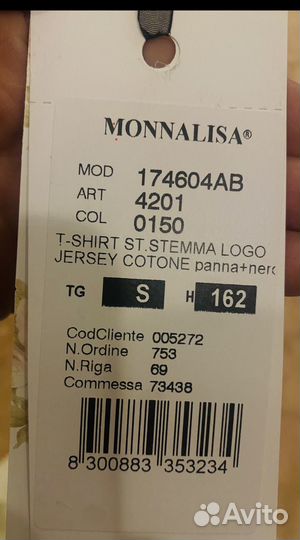 MONNALISA®
MOD 174604AB
ART 4201
COL 0150
T-SHIRT ST.STEMMA LOGO
JERSEY COTONE panna+nero
TG S H 162
CodCliente 005272
N.Ordine 753
N.Riga 69
Commessa 73438
8 300883 353234
Avito